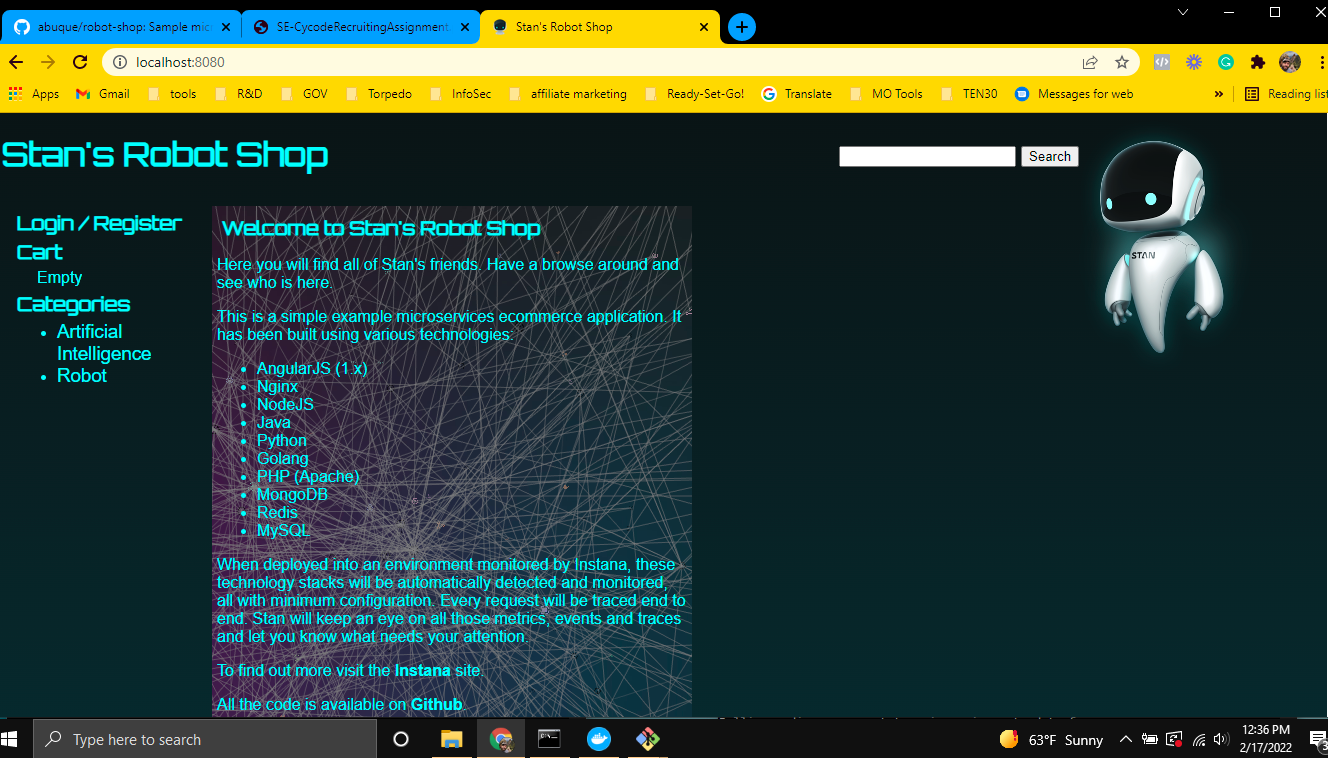 abuque/robot-shop: Sample mic
SE-CycodeRecruitingAssignment
Stan's Robot Shop
localhost:8080
Apps
Gmail
tools
R&D
GOV
Torpedo
InfoSec
affiliate marketing
Ready-Set-Go!
Translate
MO Tools
TEN30
Messages for web
»
Reading list
Stan's Robot Shop
Search
STAN
Login / Register
Cart
Empty
Categories
• Artificial
Intelligence
• Robot
Welcome to Stan's Robot Shop
Here you will find all of Stan's friends. Have a browse around and
see who is here.
This is a simple example microservices ecommerce application. It
has been built using various technologies:
• AngularJS (1.x)
• Nginx
• NodeJS
• Java
• Python
• Golang
• PHP (Apache)
• MongoDB
• Redis
• MySQL
When deployed into an environment monitored by Instana, these
technology stacks will be automatically detected and monitored,
all with minimum configuration. Every request will be traced end to
end. Stan will keep an eye on all those metrics, events and traces
and let you know what needs your attention.
To find out more visit the Instana site.
All the code is available on Github.
Type here to search
63°F Sunny
12:36 PM
2/17/2022
3